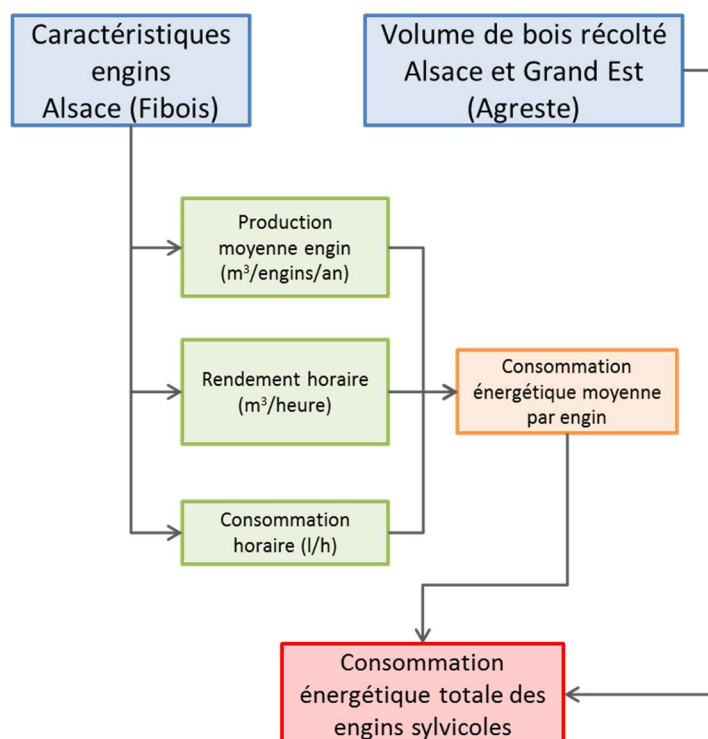 Caractéristiques
engins
Alsace (Fibois)
Volume de bois récolté
Alsace et Grand Est
(Agreste)
Production
moyenne engin
(m³/engins/an)
Rendement horaire
(m³/heure)
Consommation
énergétique moyenne
par engin
Consommation
horaire (l/h)
Consommation
énergétique totale des
engins sylvicoles